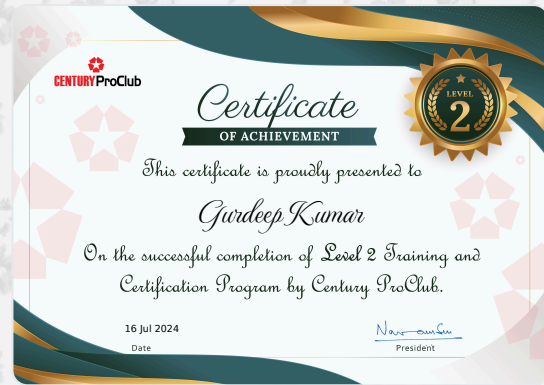 CENTURY ProClub
LEVEL
2
Certificate
OF ACHIEVEMENT
This certificate is proudly presented to
Gurdeep Kumar
On the successful completion of Level 2 Training and
Certification Program by Century ProClub.
16 Jul 2024
Date
President